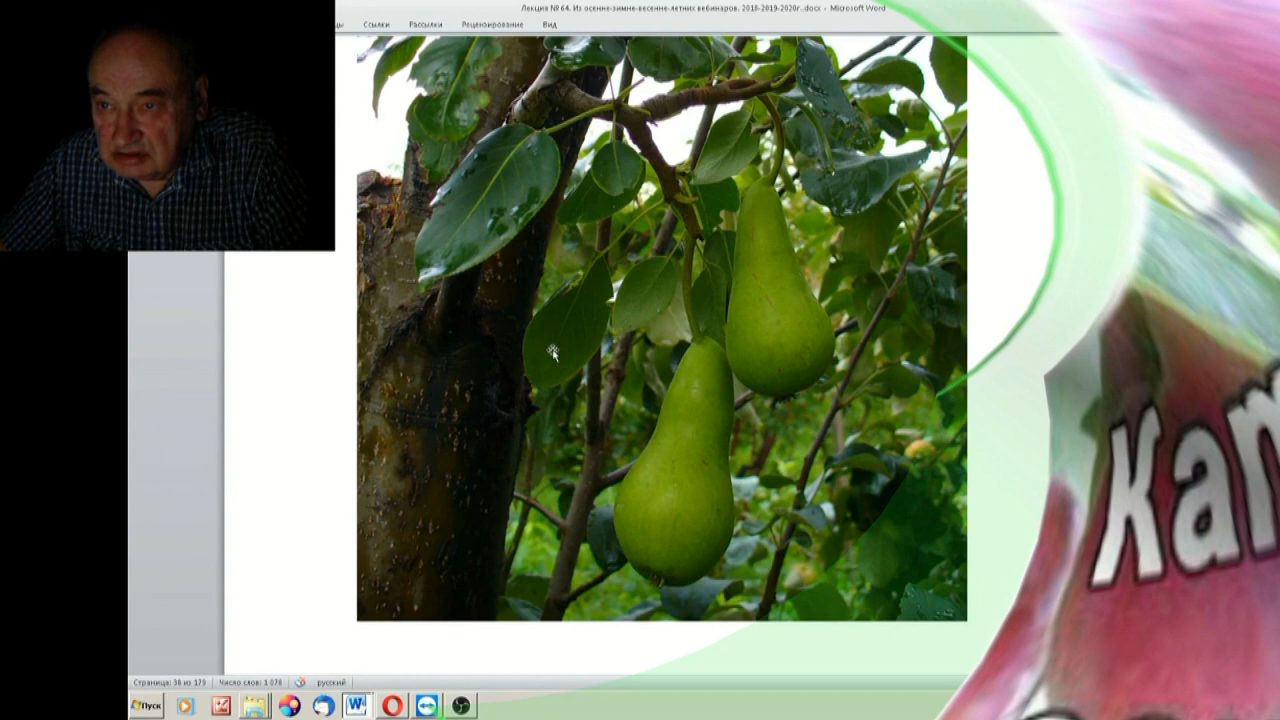 Лекция № 64. Из осенне-зимне-весенне-летних вебинаров. 2018-2019-2020г..docx - Microsoft Word
Ссылки Рассылки Рецензирование Вид
Кап
Страница: 38 из 179 Число слов: 1 078 русский
Пуск